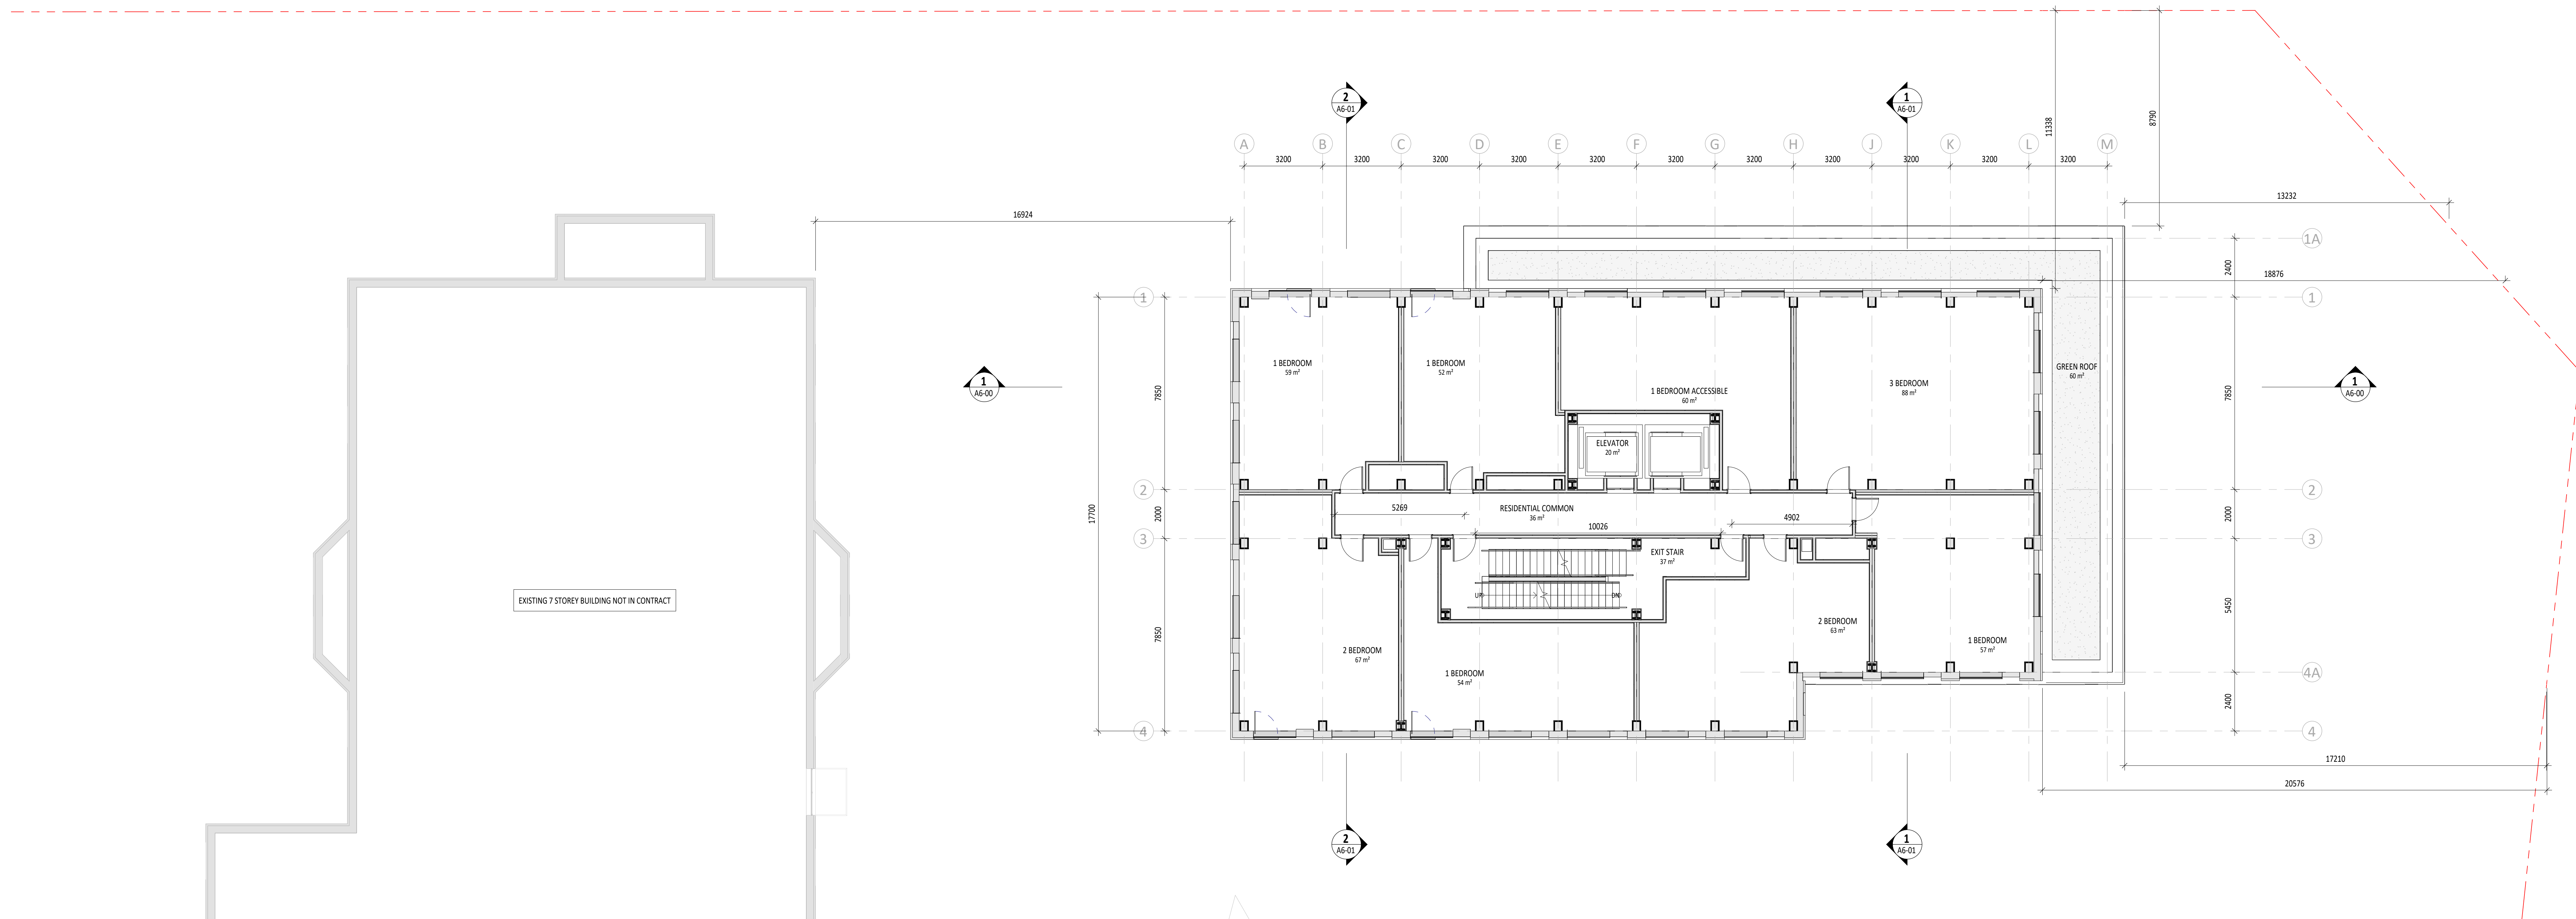 11338
8790
2
A6-01
1
A6-01
A
B
C
D
E
F
G
H
J
K
L
M
3200
3200
3200
3200
3200
3200
3200
3200
3200
3200
3200
13232
16924
1A
2400
18876
1
1
1 BEDROOM
59 m²
1 BEDROOM
52 m²
1 BEDROOM ACCESSIBLE
60 m²
3 BEDROOM
88 m²
GREEN ROOF
60 m²
1
A6-00
7850
7850
1
A6-00
ELEVATOR
20 m²
2
2
17700
2000
5269
RESIDENTIAL COMMON
36 m²
10026
4902
2000
3
3
EXIT STAIR
37 m²
UP
DN
EXISTING 7 STOREY BUILDING NOT IN CONTRACT
7850
5450
2 BEDROOM
67 m²
1 BEDROOM
54 m²
2 BEDROOM
63 m²
1 BEDROOM
57 m²
4A
2400
4
4
17210
20576
2
A6-01
1
A6-01